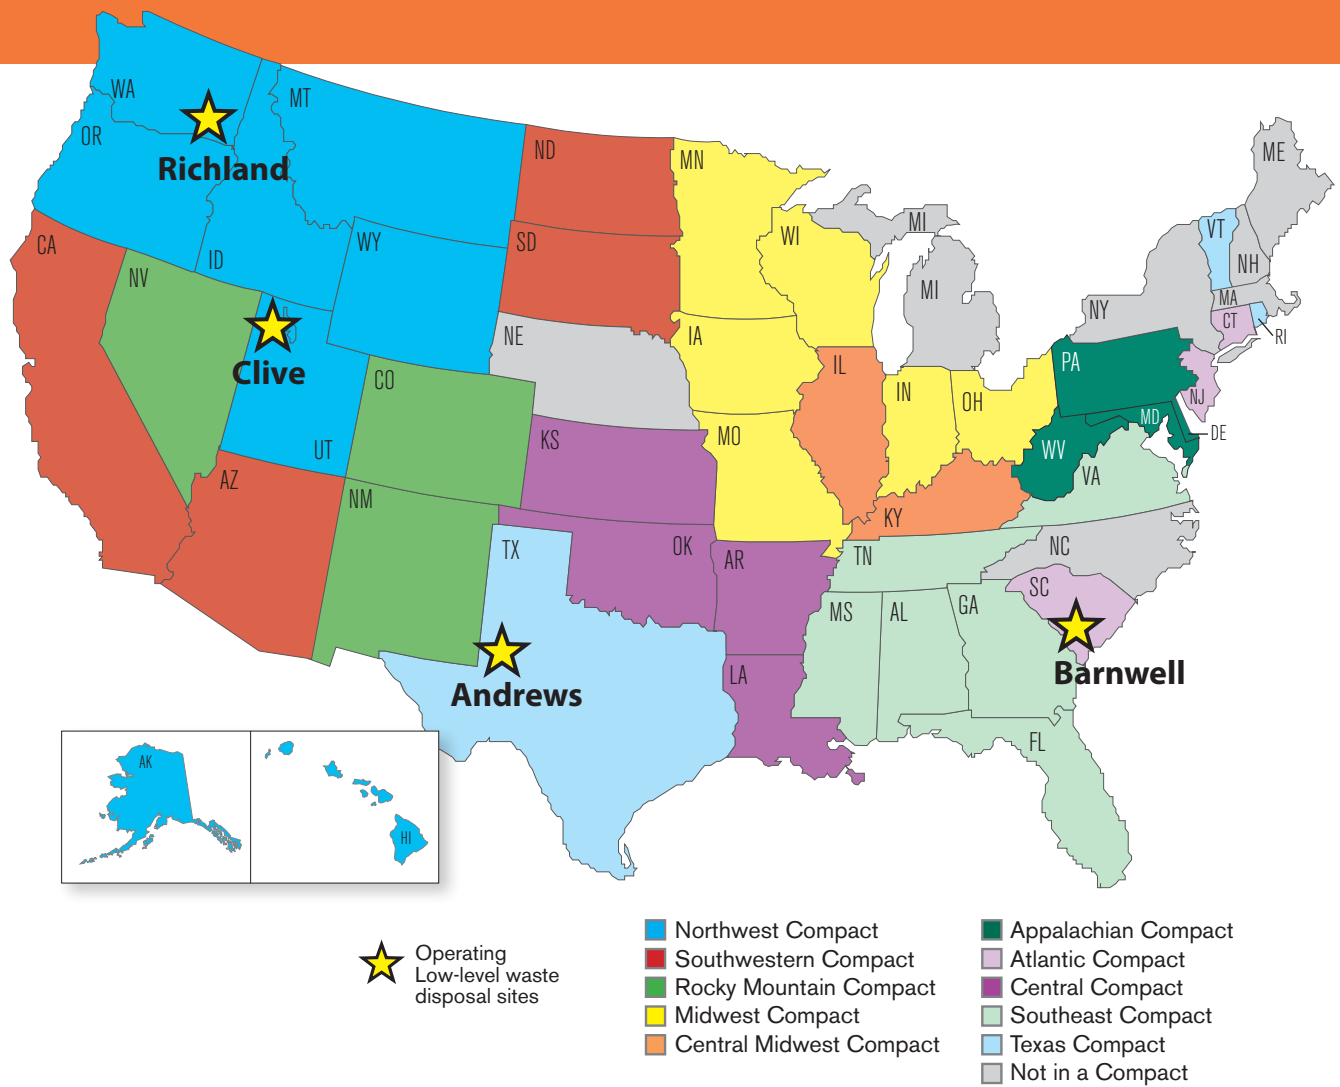 WA
MT
ND
MN
ME
OR
Richland
MI
VT
CA
WY
SD
WI
NH
ID
NV
MI
MA
NY
CT
RI
NE
IA
Clive
CO
IL
IN
OH
PA
NJ
MD
DE
UT
KS
MO
WV
VA
AZ
NM
KY
TX
OK
AR
TN
NC
SC
MS
AL
GA
LA
Andrews
Barnwell
FL
AK
HI
Operating
Low-level waste
disposal sites
Northwest Compact
Southwestern Compact
Rocky Mountain Compact
Midwest Compact
Central Midwest Compact
Appalachian Compact
Atlantic Compact
Central Compact
Southeast Compact
Texas Compact
Not in a Compact